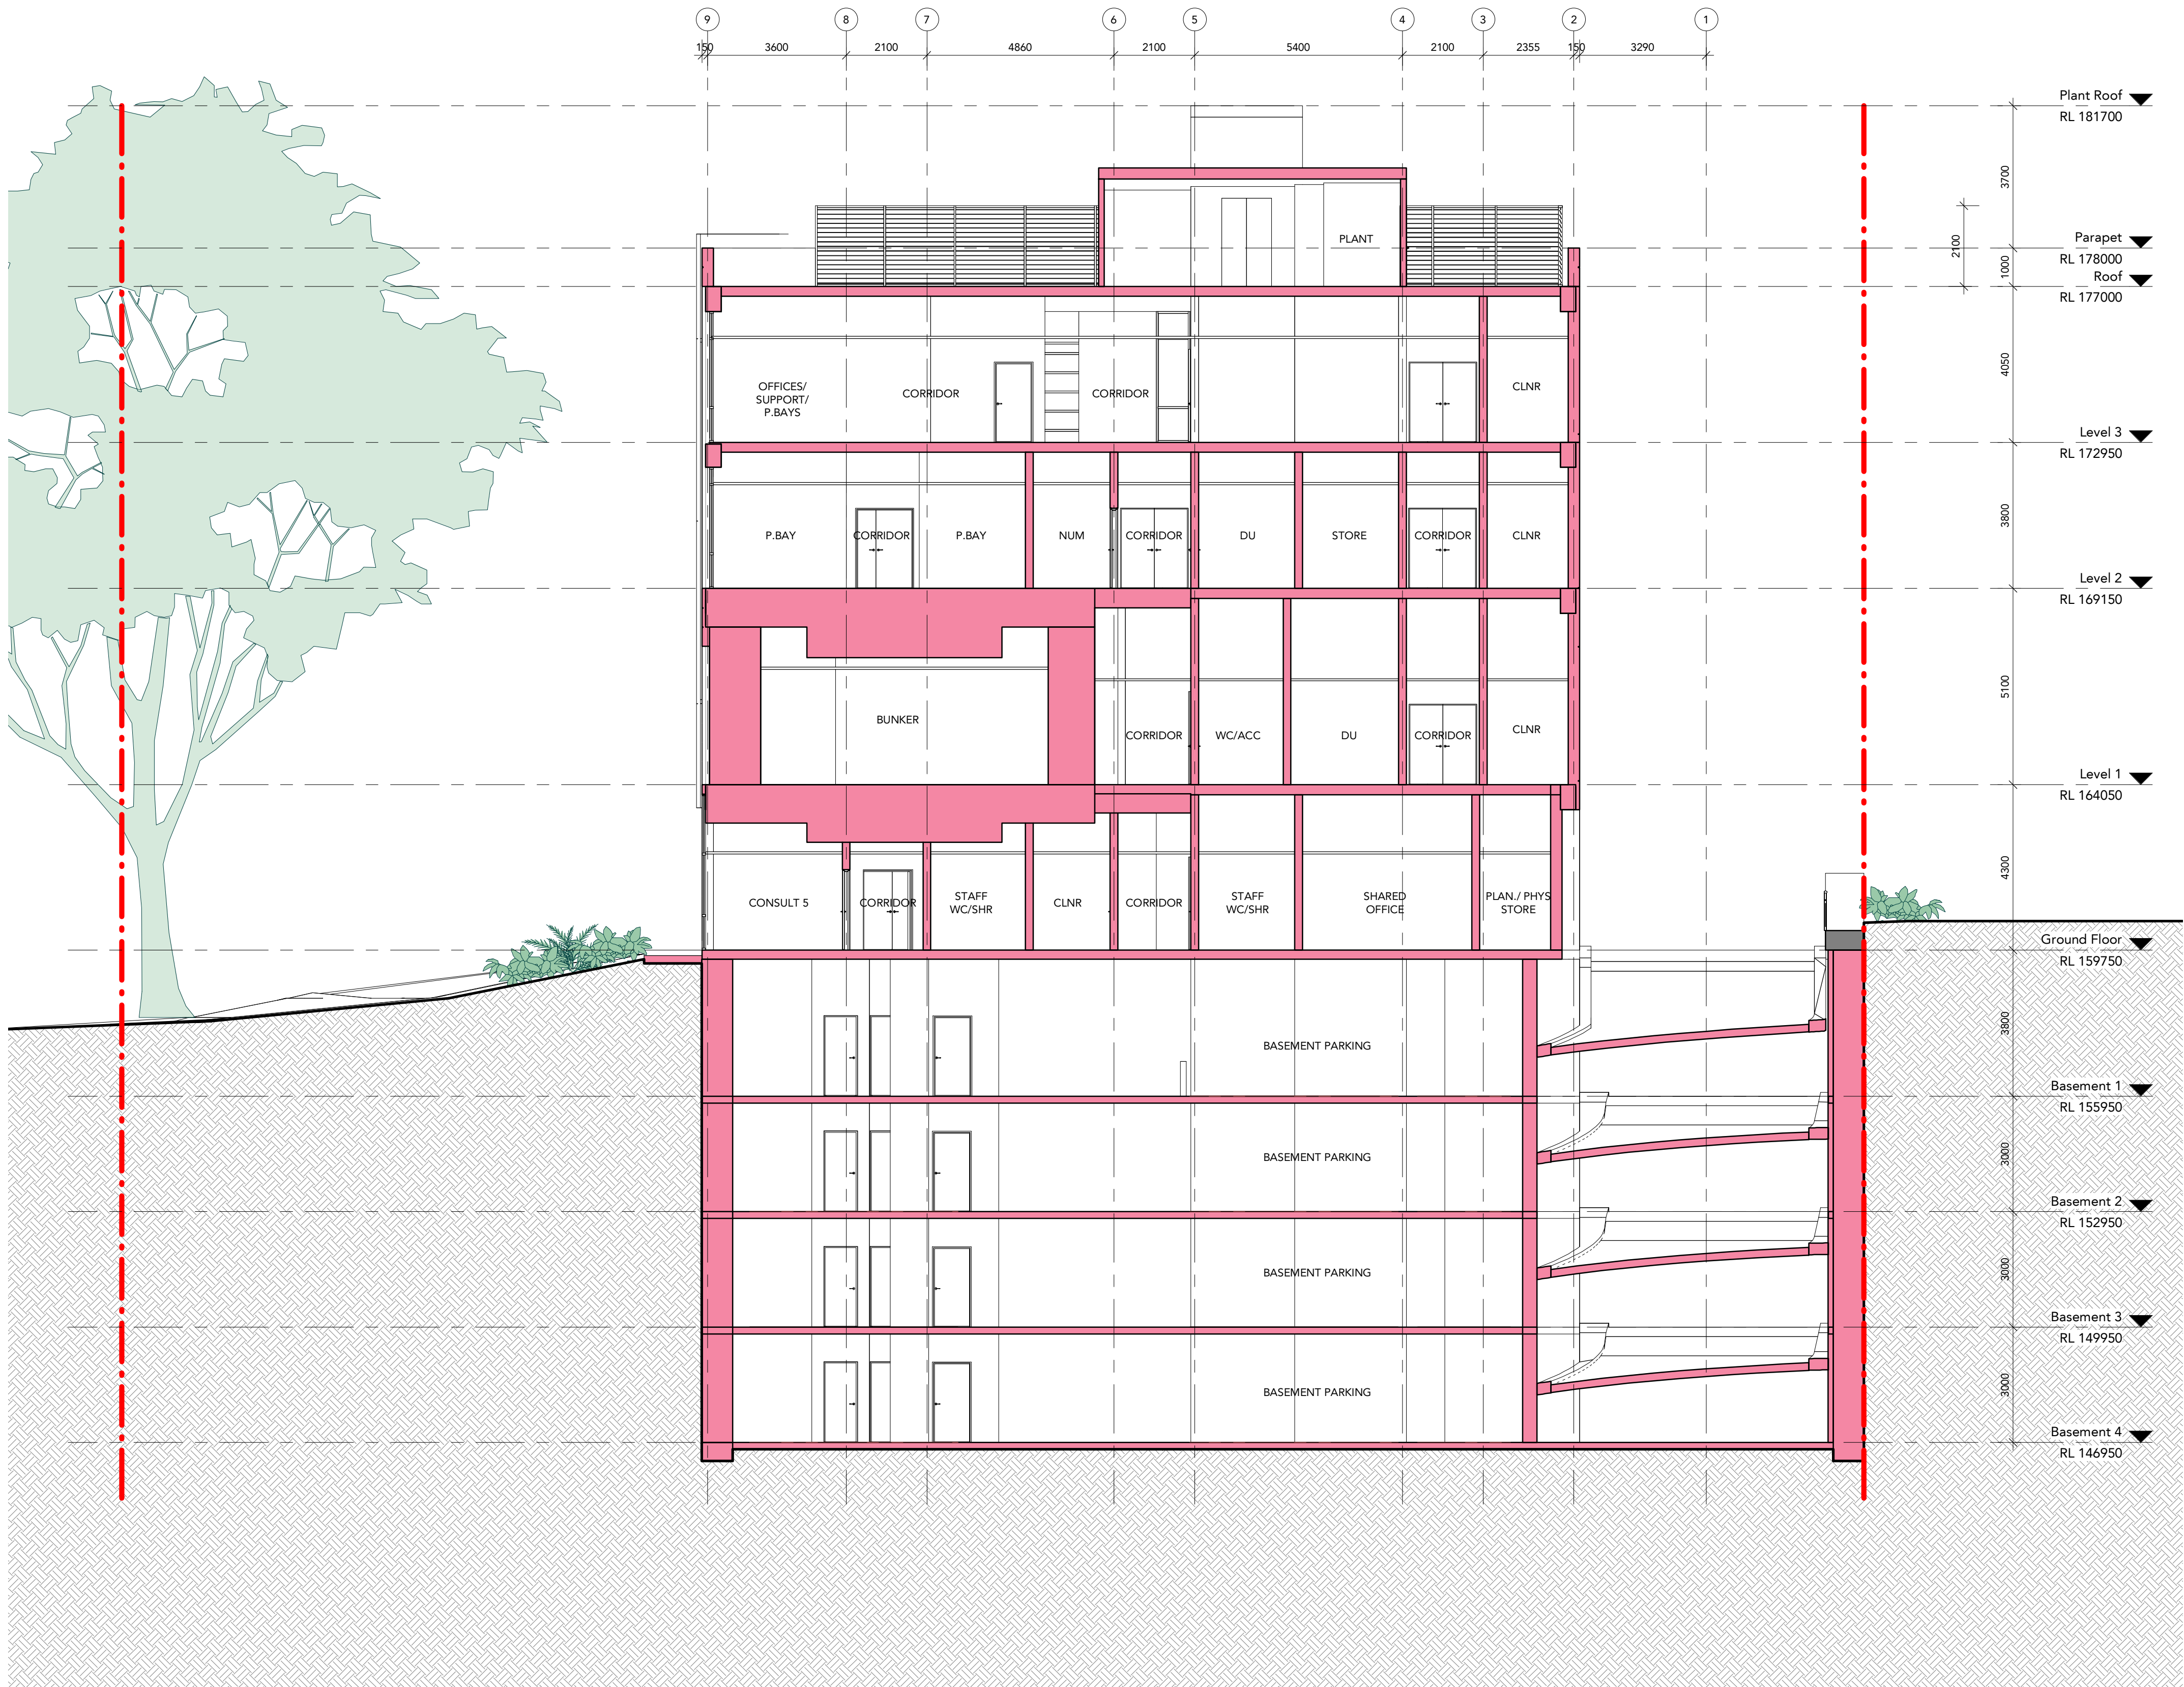 9 8 7 6 5 4 3 2 1
150 3600 2100 4860 2100 5400 2100 2355 150 3290
Plant Roof
RL 181700
3700
PLANT
2100
Parapet
RL 178000
1000
Roof
RL 177000
4050
OFFICES/
SUPPORT/
P.BAYS
CORRIDOR
CORRIDOR
CLNR
Level 3
RL 172950
3800
P.BAY
CORRIDOR
P.BAY
NUM
CORRIDOR
DU
STORE
CORRIDOR
CLNR
Level 2
RL 169150
5100
BUNKER
CORRIDOR
WC/ACC
DU
CORRIDOR
CLNR
Level 1
RL 164050
4300
CONSULT 5
CORRIDOR
STAFF
WC/SHR
CLNR
CORRIDOR
STAFF
WC/SHR
SHARED
OFFICE
PLAN./ PHYS
STORE
Ground Floor
RL 159750
3800
BASEMENT PARKING
Basement 1
RL 155950
3000
BASEMENT PARKING
Basement 2
RL 152950
3000
BASEMENT PARKING
Basement 3
RL 149950
3000
BASEMENT PARKING
Basement 4
RL 146950